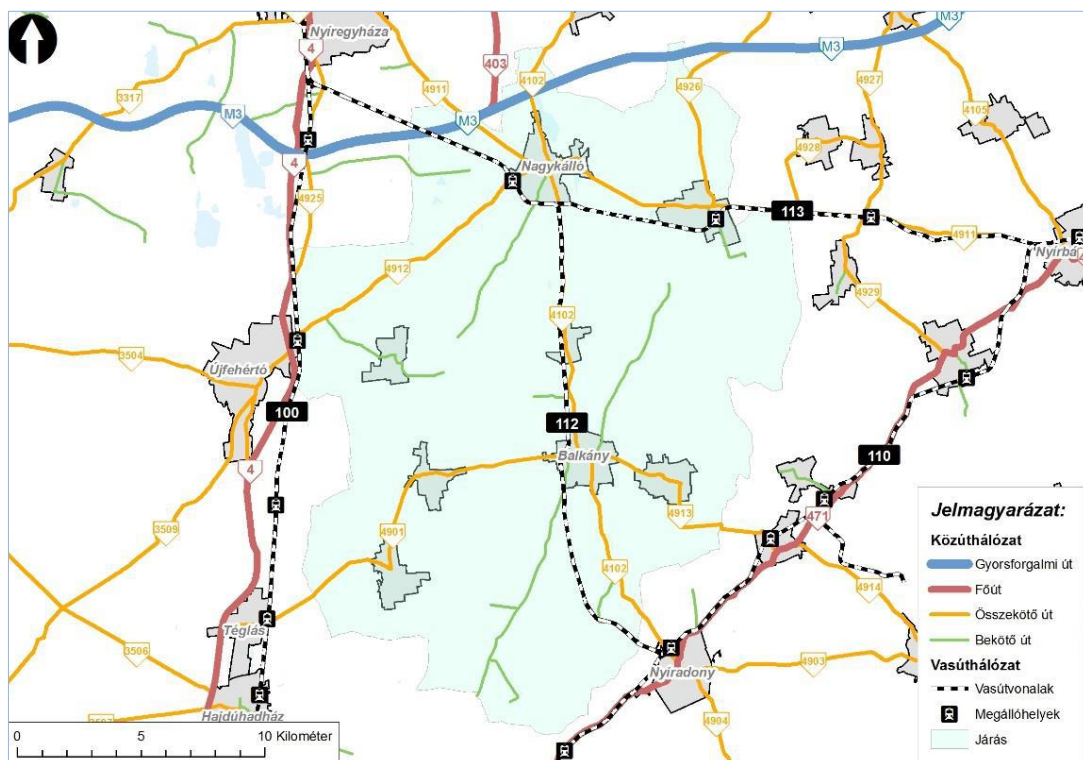 Nyíregyháza
4
403
M3
M3
4102
4926
4927
3317
4911
4105
M3
M3
4928
4
Nagykálló
4925
113
4911
Nyírbá
4912
4929
4102
3504
Újfehértó
100
112
Balkány
110
4
471
4913
3509
4901
4102
4914
Téglás
3506
Nyíradony
4903
4904
Hajdúhadház
0 5 10 Kilométer
Jelmagyarázat:
Közúthálózat
Gyorsforgalmi út
Főút
Összekötő út
Bekötő út
Vasúthálózat
Vasútvonalak
Megállóhelyek
Járás